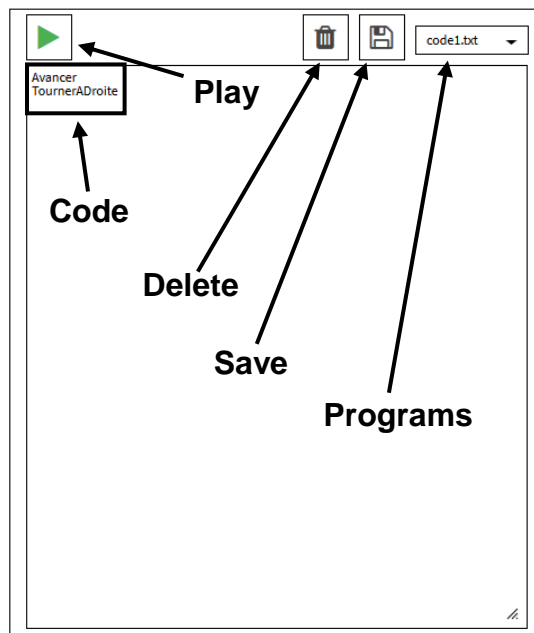 code1.txt
Avancer
TournerADroite
Play
Code
Delete
Save
Programs